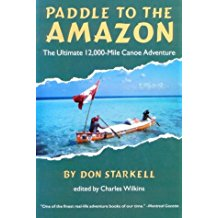 PADDLE TO THE
AMAZON
The Ultimate 12,000-Mile Canoe Adventure
BY DON STARKELL
edited by Charles Wilkins
"One of the finest real-life adventure books of our time." —Montreal Gazette